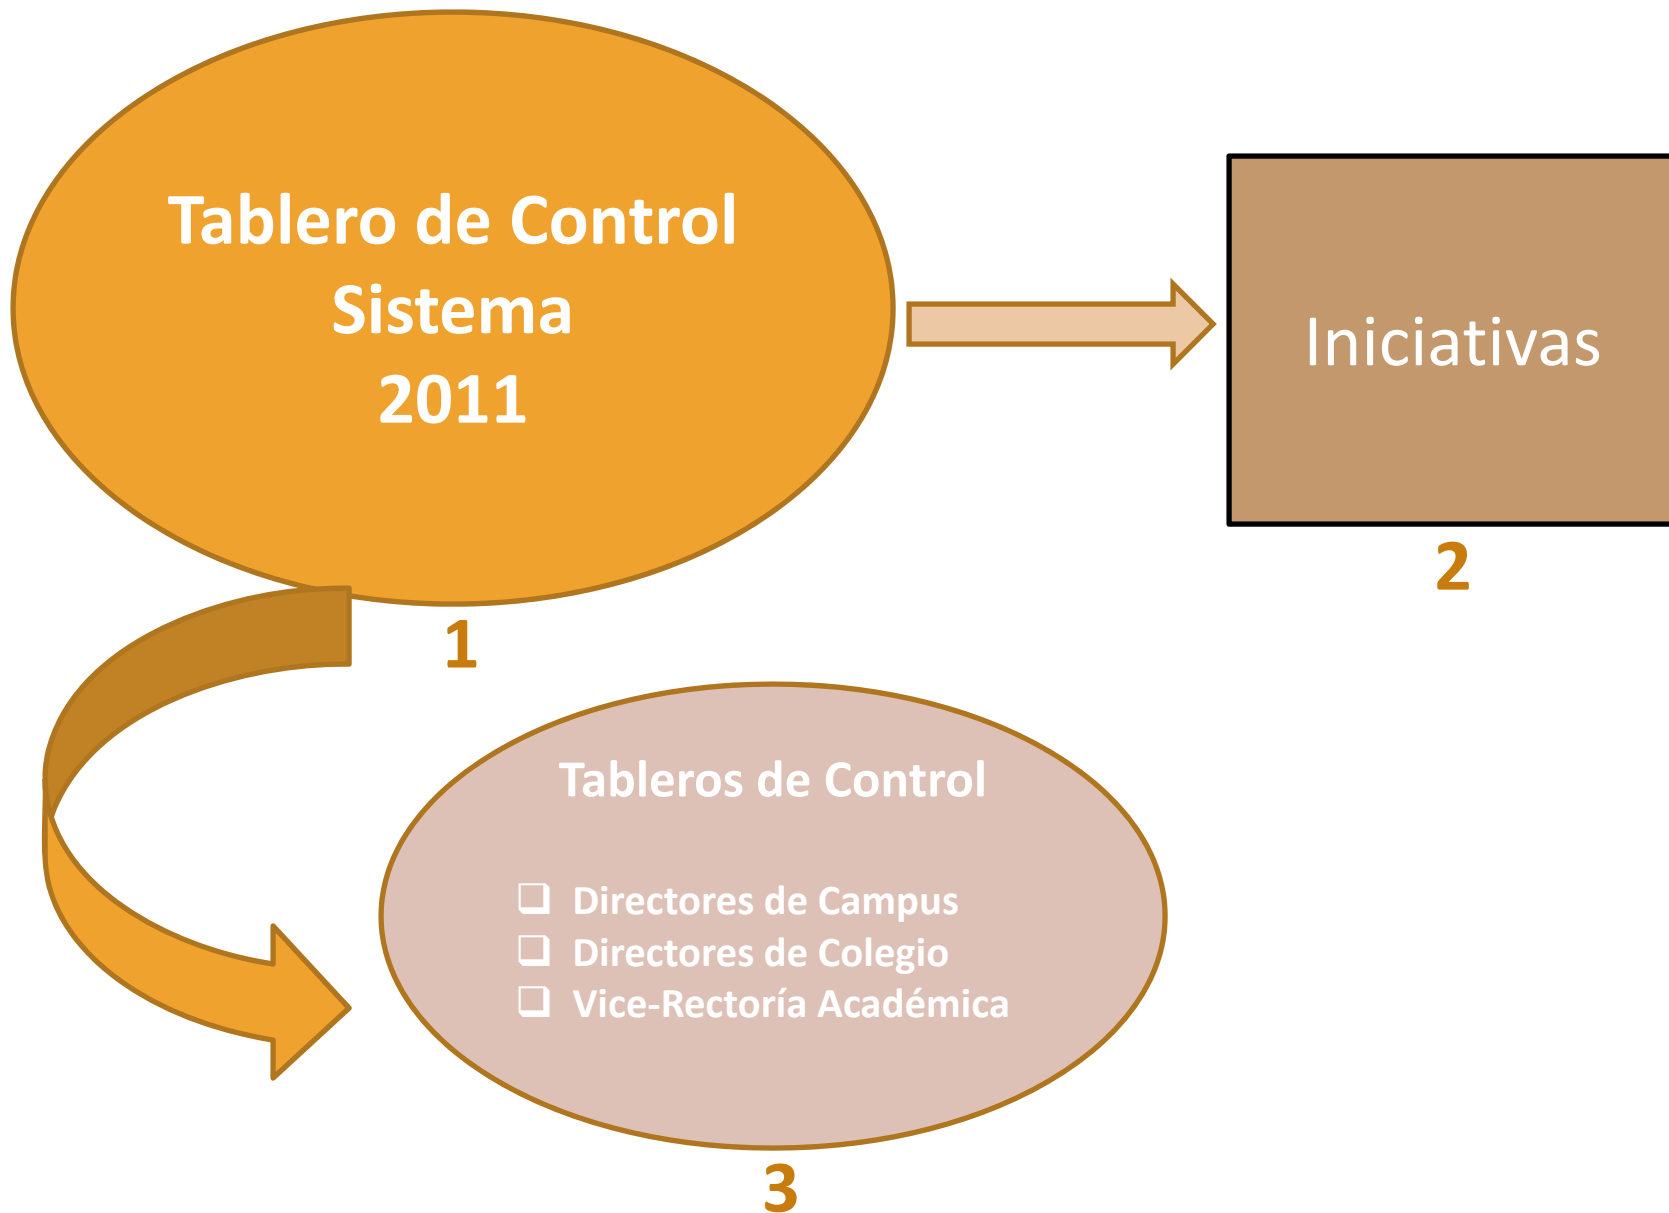 Tablero de Control
Sistema
2011
Iniciativas
2
1
Tableros de Control
❑ Directores de Campus
❑ Directores de Colegio
❑ Vice-Rectoría Académica
3